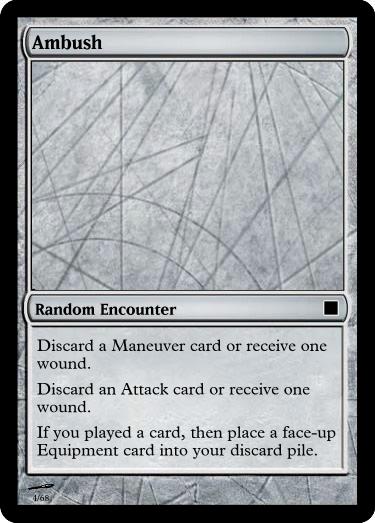 Ambush
Random Encounter
Discard a Maneuver card or receive one
wound.
Discard an Attack card or receive one
wound.
If you played a card, then place a face-up
Equipment card into your discard pile.
4/68